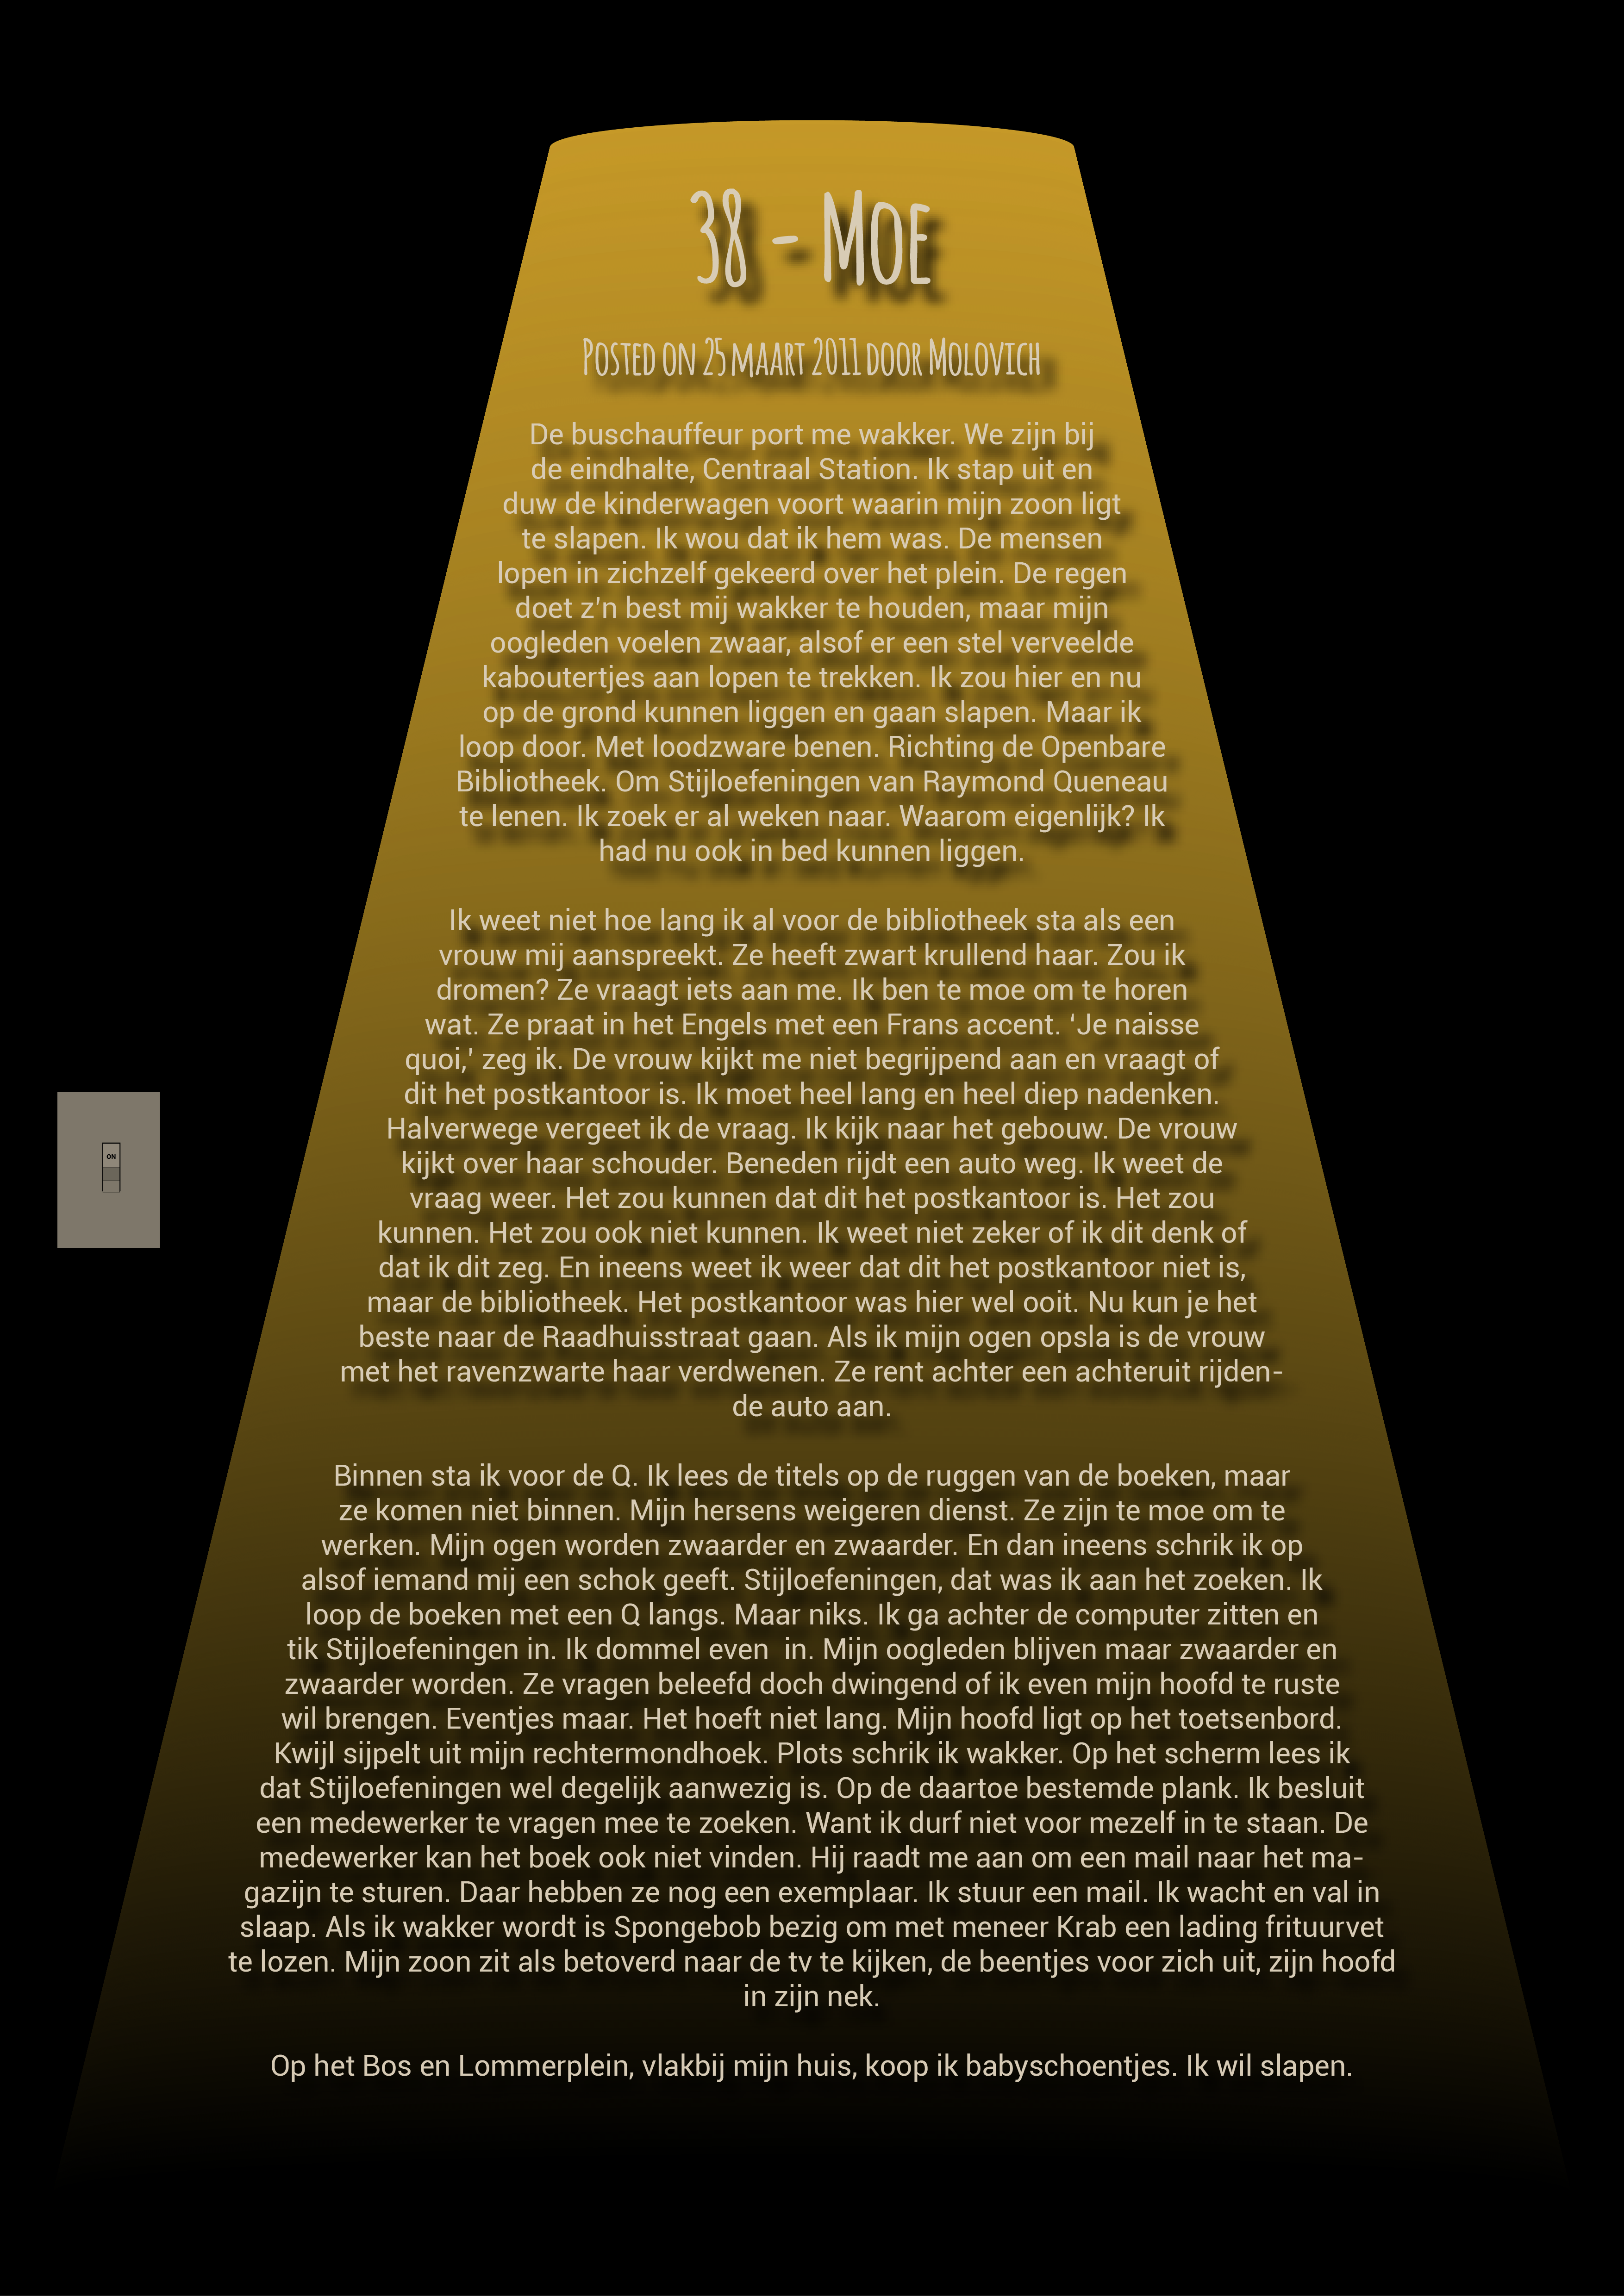 38 - Moe
Posted on 25 maart 2011 door Molovich
De buschauffeur port me wakker. We zijn bij
de eindhalte, Centraal Station. Ik stap uit en
duw de kinderwagen voort waarin mijn zoon ligt
te slapen. Ik wou dat ik hem was. De mensen
lopen in zichzelf gekeerd over het plein. De regen
doet z'n best mij wakker te houden, maar mijn
oogleden voelen zwaar, alsof er een stel verveelde
kaboutertjes aan lopen te trekken. Ik zou hier en nu
op de grond kunnen liggen en gaan slapen. Maar ik
loop door. Met loodzware benen. Richting de Openbare
Bibliotheek. Om Stijloefeningen van Raymond Queneau
te lenen. Ik zoek er al weken naar. Waarom eigenlijk? Ik
had nu ook in bed kunnen liggen.
Ik weet niet hoe lang ik al voor de bibliotheek sta als een
vrouw mij aanspreekt. Ze heeft zwart krullend haar. Zou ik
dromen? Ze vraagt iets aan me. Ik ben te moe om te horen
wat. Ze praat in het Engels met een Frans accent. ‘Je naisse
quoi,’ zeg ik. De vrouw kijkt me niet begrijpend aan en vraagt of
dit het postkantoor is. Ik moet heel lang en heel diep nadenken.
Halverwege vergeet ik de vraag. Ik kijk naar het gebouw. De vrouw
kijkt over haar schouder. Beneden rijdt een auto weg. Ik weet de
vraag weer. Het zou kunnen dat dit het postkantoor is. Het zou
kunnen. Het zou ook niet kunnen. Ik weet niet zeker of ik dit denk of
dat ik dit zeg. En ineens weet ik weer dat dit het postkantoor niet is,
maar de bibliotheek. Het postkantoor was hier wel ooit. Nu kun je het
beste naar de Raadhuisstraat gaan. Als ik mijn ogen opsla is de vrouw
met het ravenzwarte haar verdwenen. Ze rent achter een achteruit rijden-
de auto aan.
Binnen sta ik voor de Q. Ik lees de titels op de ruggen van de boeken, maar
ze komen niet binnen. Mijn hersens weigeren dienst. Ze zijn te moe om te
werken. Mijn ogen worden zwaarder en zwaarder. En dan ineens schrik ik op
alsof iemand mij een schok geeft. Stijloefeningen, dat was ik aan het zoeken. Ik
loop de boeken met een Q langs. Maar niks. Ik ga achter de computer zitten en
tik Stijloefeningen in. Ik dommel even in. Mijn oogleden blijven maar zwaarder en
zwaarder worden. Ze vragen beleefd doch dwingend of ik even mijn hoofd te ruste
wil brengen. Eventjes maar. Het hoeft niet lang. Mijn hoofd ligt op het toetsenbord.
Kwijl sijpelt uit mijn rechtermondhoek. Plots schrik ik wakker. Op het scherm lees ik
dat Stijloefeningen wel degelijk aanwezig is. Op de daartoe bestemde plank. Ik besluit
een medewerker te vragen mee te zoeken. Want ik durf niet voor mezelf in te staan. De
medewerker kan het boek ook niet vinden. Hij raadt me aan om een mail naar het ma-
gazijn te sturen. Daar hebben ze nog een exemplaar. Ik stuur een mail. Ik wacht en val in
slaap. Als ik wakker wordt is Spongebob bezig om met meneer Krab een lading frituurvet
te lozen. Mijn zoon zit als betoverd naar de tv te kijken, de beentjes voor zich uit, zijn hoofd
in zijn nek.
Op het Bos en Lommerplein, vlakbij mijn huis, koop ik babyschoentjes. Ik wil slapen.
ON